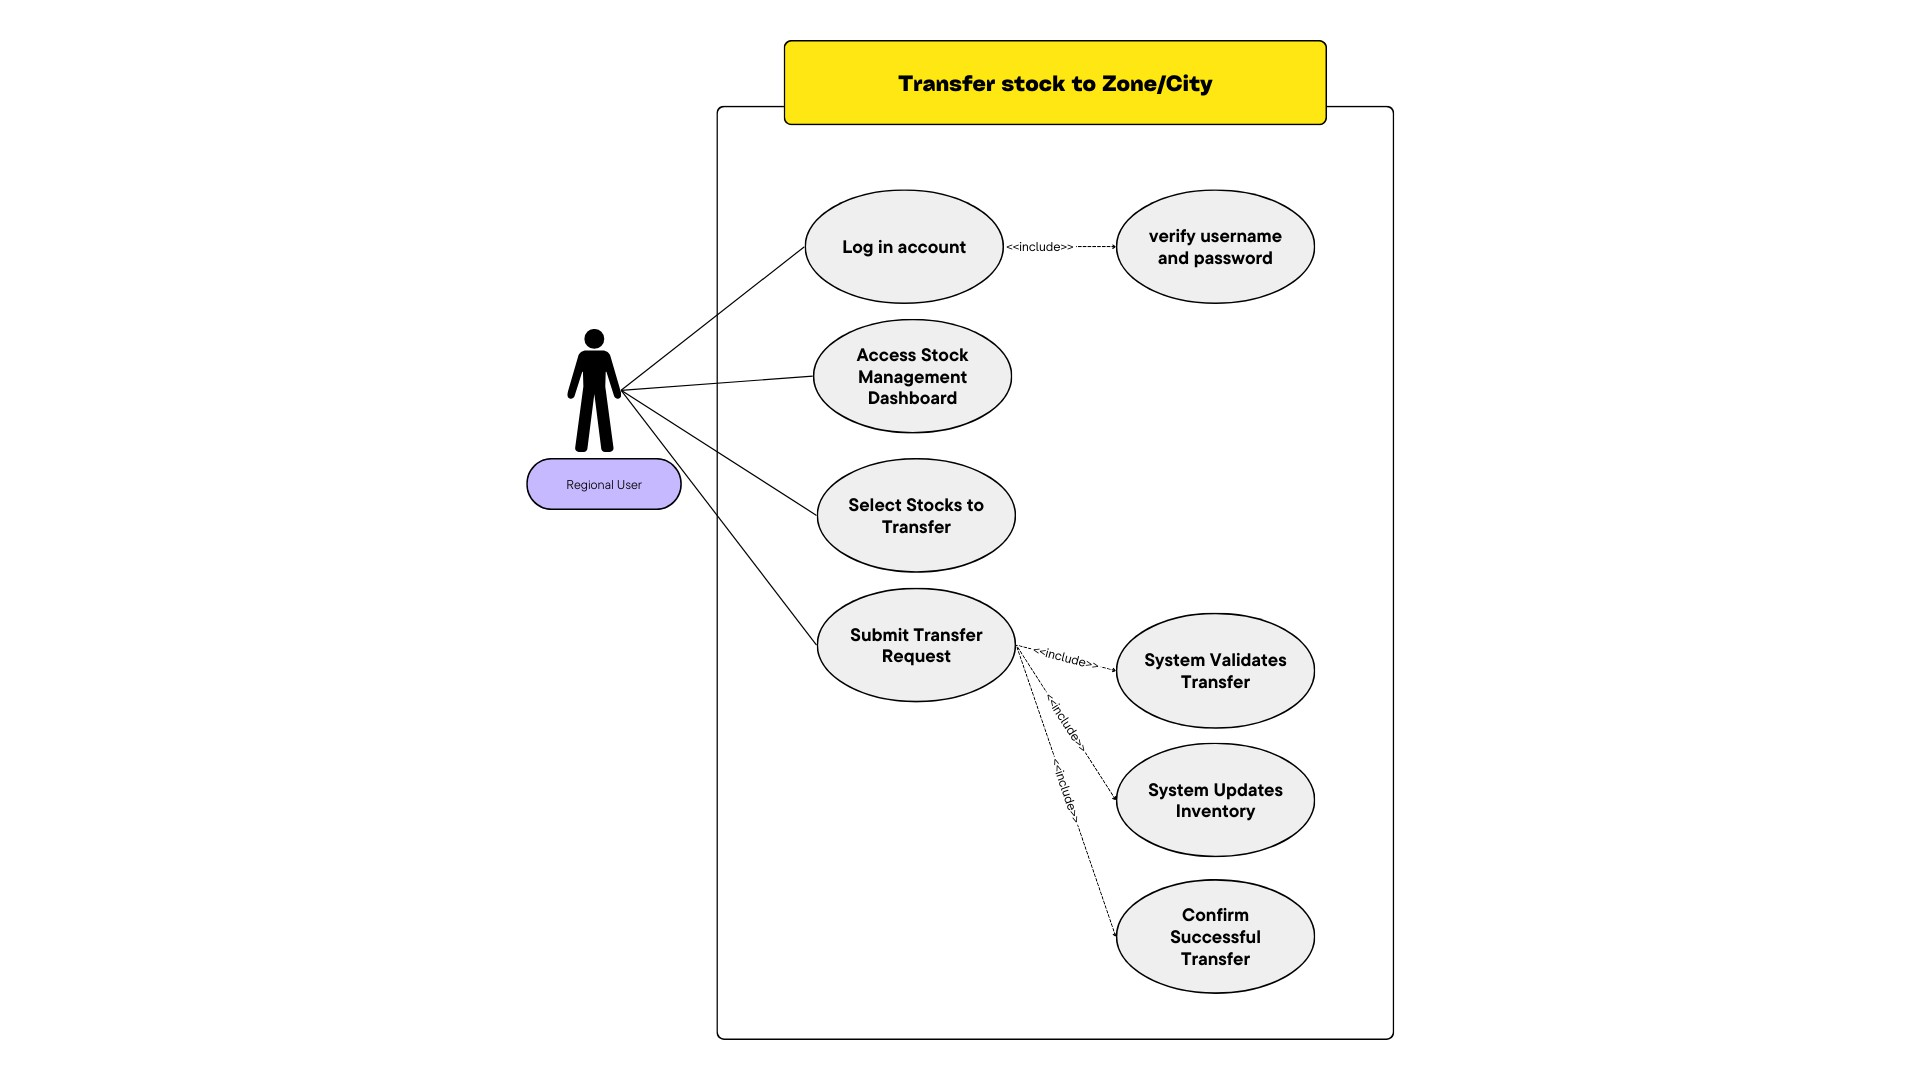 Transfer stock to Zone/City
Log in account
<<include>>
verify username
and password
Access Stock
Management
Dashboard
Regional User
Select Stocks to
Transfer
Submit Transfer
Request
<<include>>
System Validates
Transfer
<<include>>
System Updates
Inventory
<<include>>
Confirm
Successful
Transfer